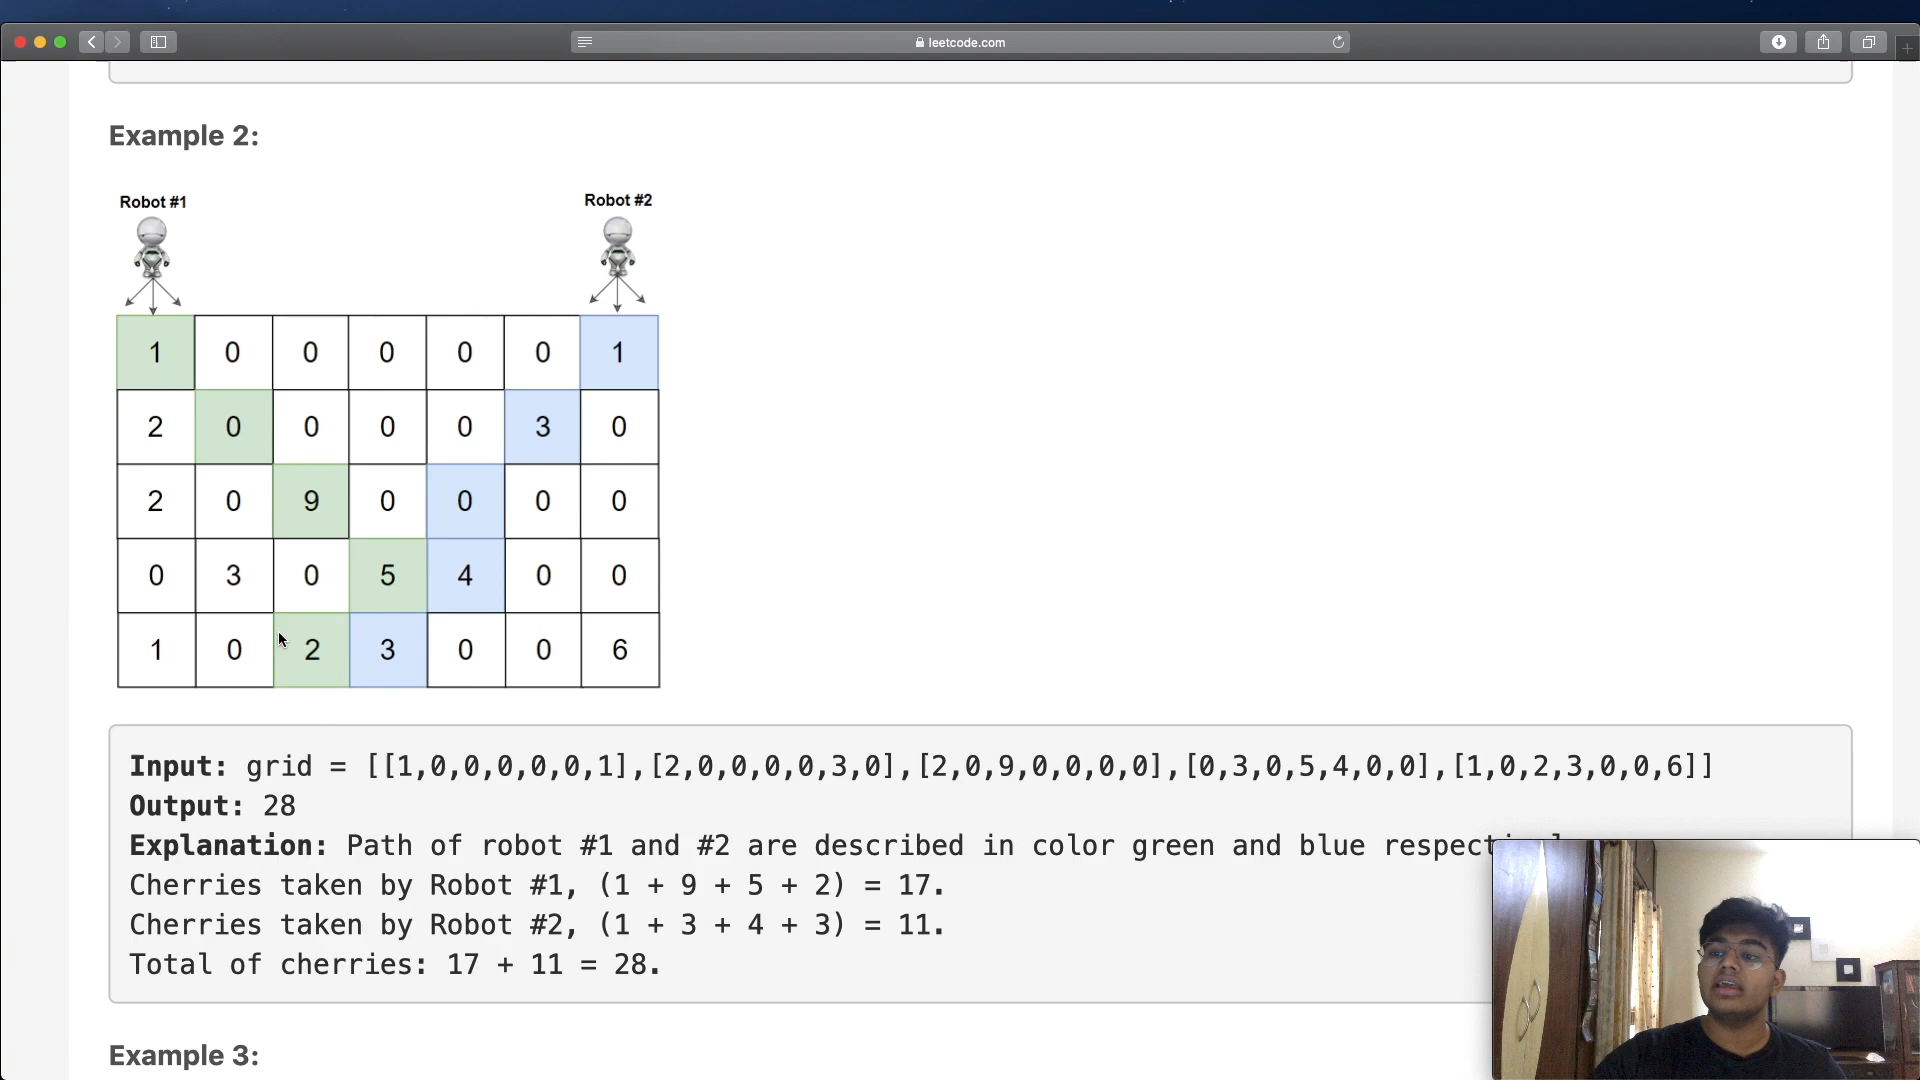 leetcode.com
Example 2:
Robot #1
Robot #2
1 0 0 0 0 0 1
2 0 0 0 0 3 0
2 0 9 0 0 0 0
0 3 0 5 4 0 0
1 0 2 3 0 0 6
Input: grid = [[1,0,0,0,0,0,1],[2,0,0,0,0,3,0],[2,0,9,0,0,0,0],[0,3,0,5,4,0,0],[1,0,2,3,0,0,6]]
Output: 28
Explanation: Path of robot #1 and #2 are described in color green and blue
Cherries taken by Robot #1, (1 + 9 + 5 + 2) = 17.
Cherries taken by Robot #2, (1 + 3 + 4 + 3) = 11.
Total of cherries: 17 + 11 = 28.
Example 3: